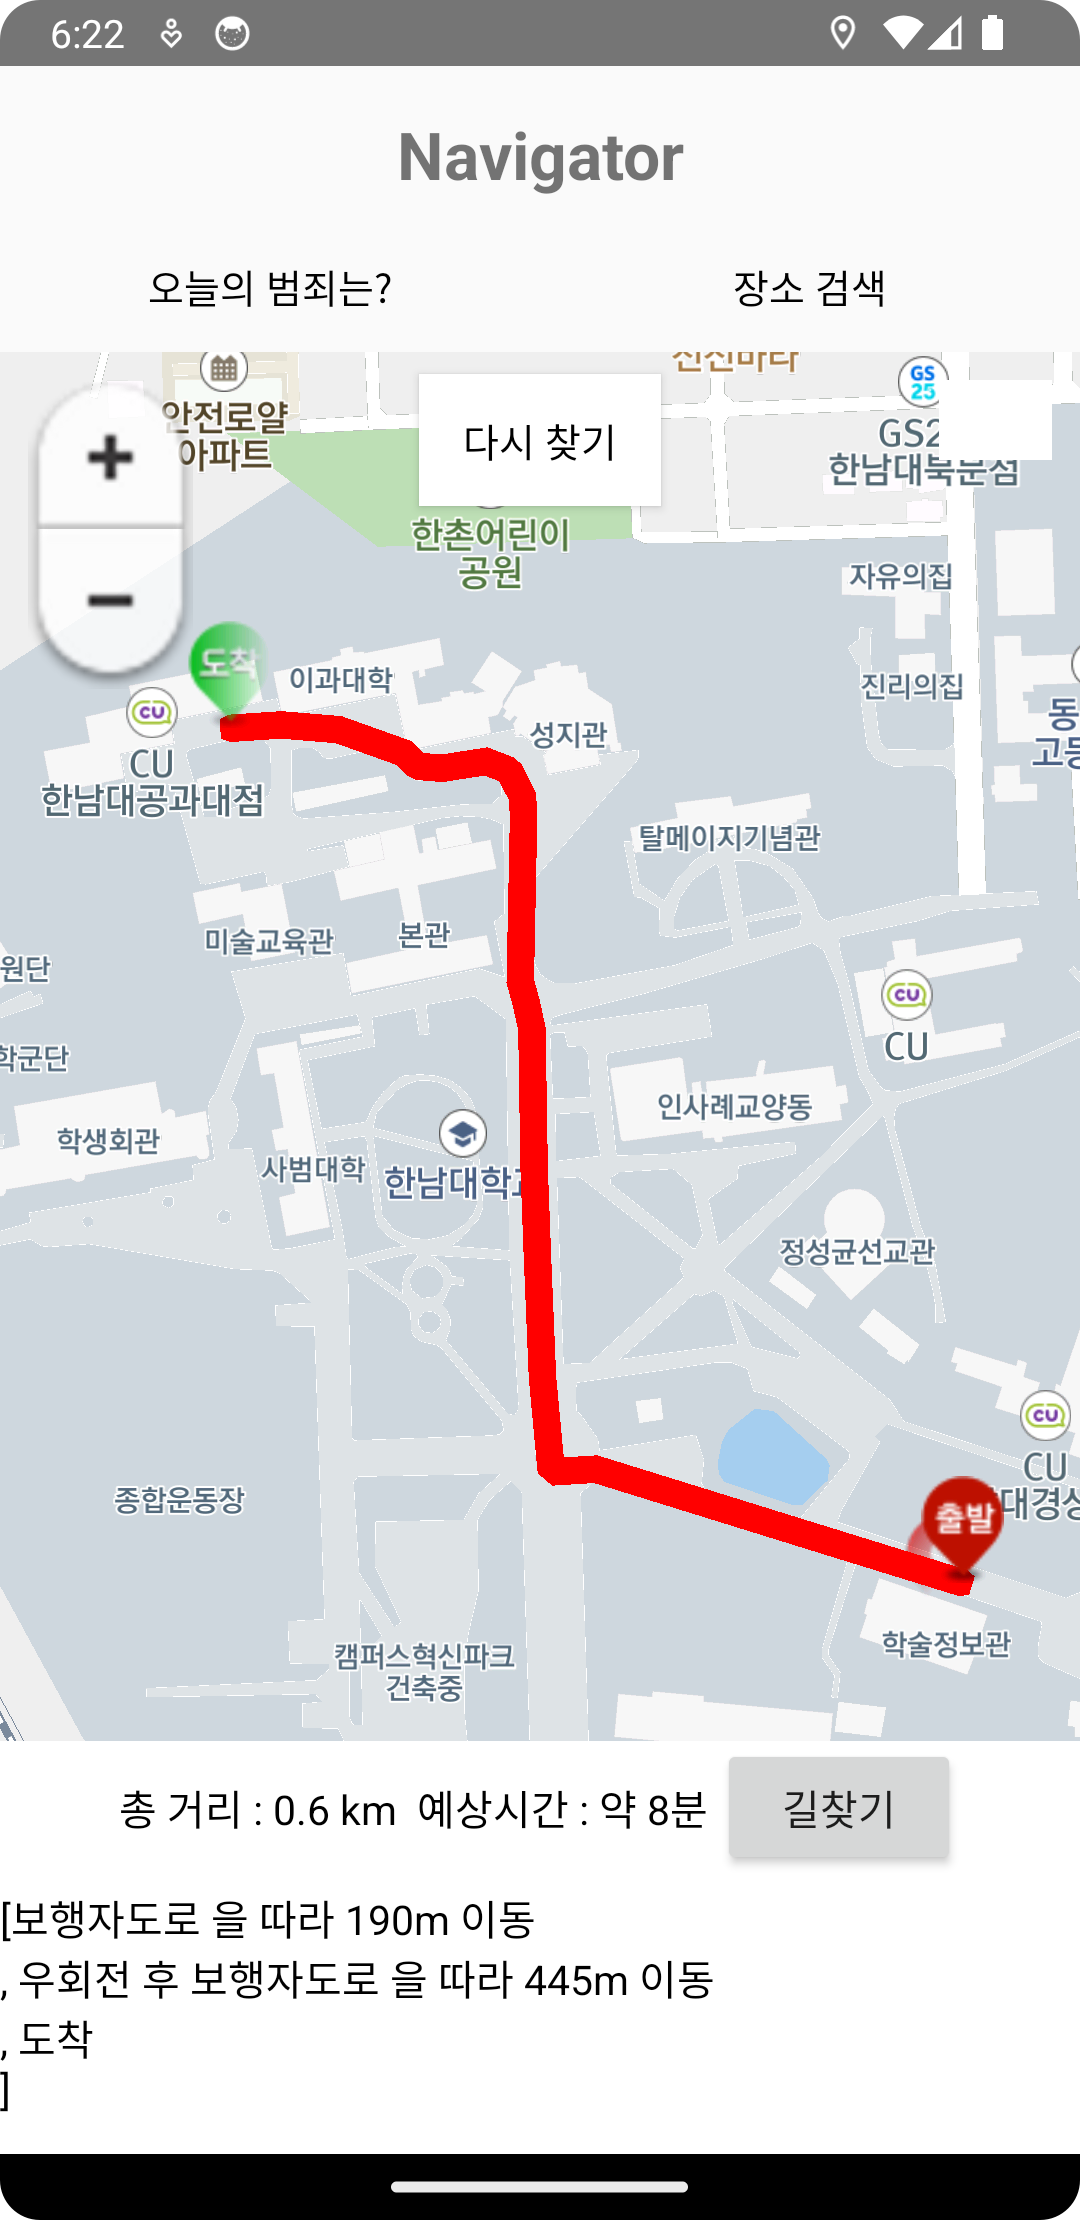 6:22
Navigator
오늘의 범죄는?
장소 검색
안전로얄
아파트
다시 찾기
GS
25
한남대북문점
한촌어린이
공원
자유의집
진리의집
도착
이과대학
성지관
CU
CU
한남대공과대점
탈메이지기념관
미술교육관
본관
CU
CU
학생회관
사범대학
인사례교양동
정성균선교관
종합운동장
CU
CU
출발
학술정보관
캠퍼스혁신파크
건축중
총 거리 : 0.6 km 예상시간 : 약 8분
길찾기
[보행자도로 을 따라 190m 이동
, 우회전 후 보행자도로 을 따라 445m 이동
, 도착
]